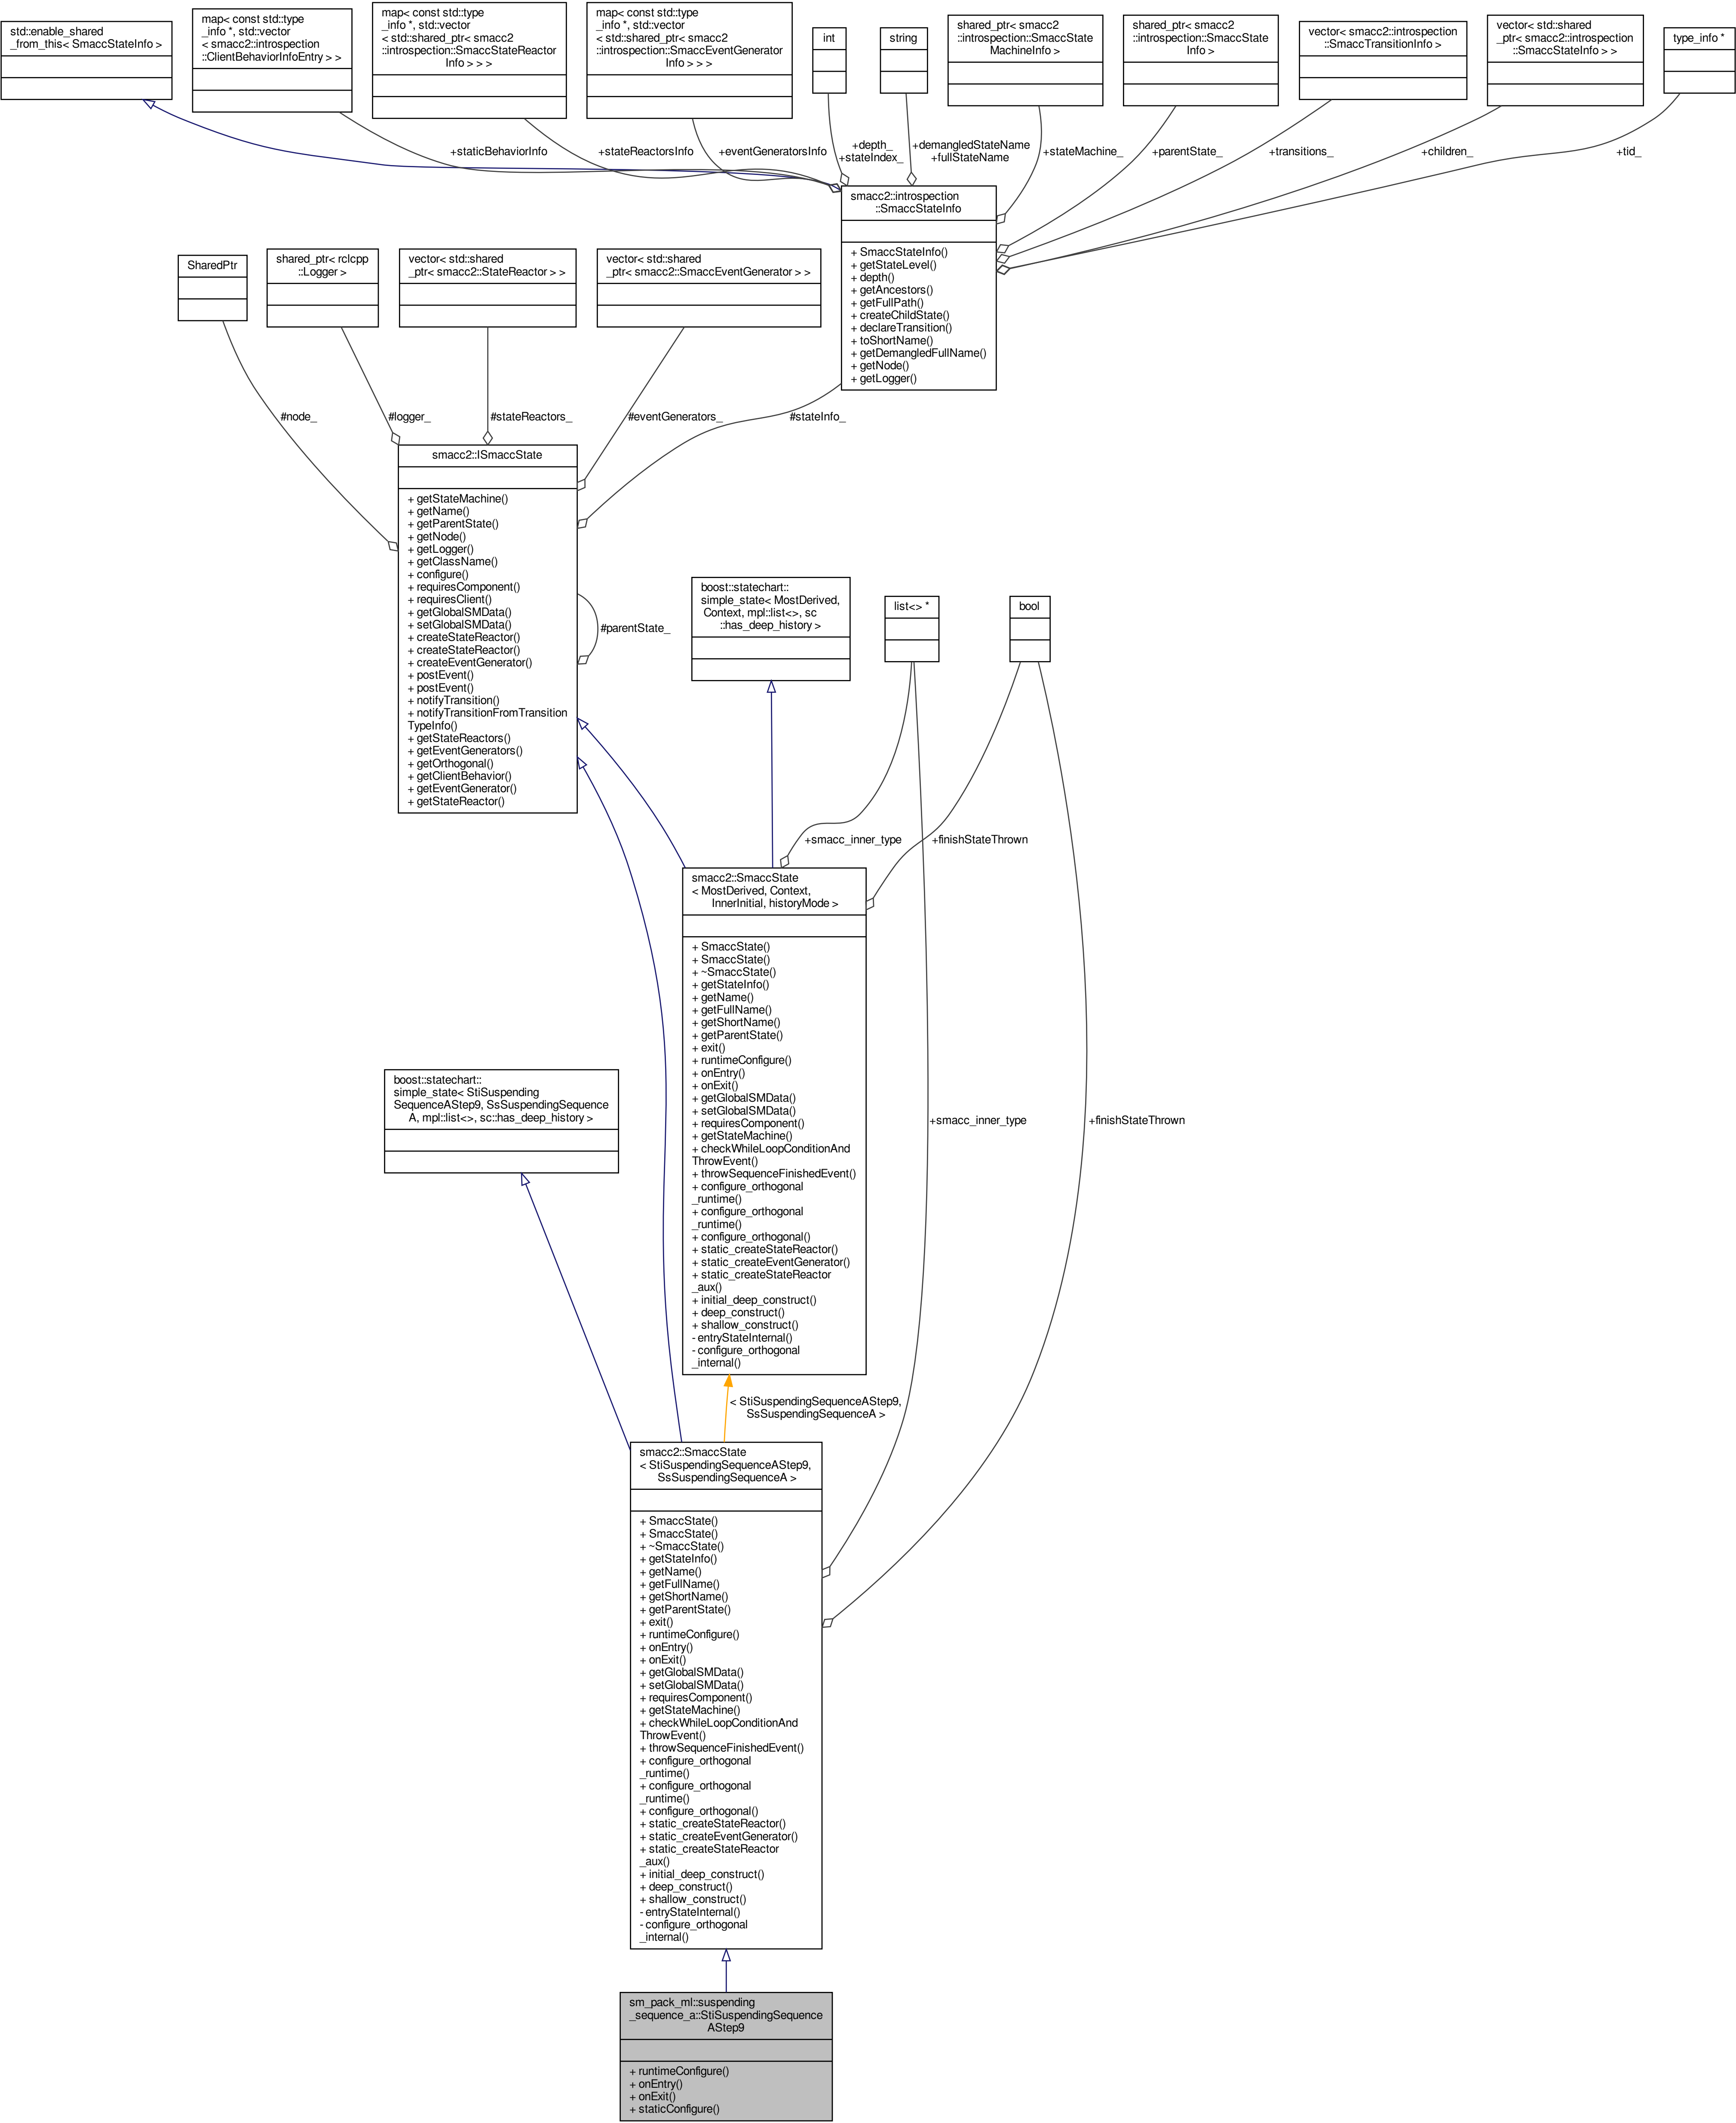 std::enable_shared
_from_this< SmaccStateInfo >
map< const std::type
_info *, std::vector
< smacc2::introspection
::ClientBehaviorInfoEntry > >
map< const std::type
_info *, std::vector
< std::shared_ptr< smacc2
::introspection::SmaccStateReactor
Info > > >
map< const std::type
_info *, std::vector
< std::shared_ptr< smacc2
::introspection::SmaccEventGenerator
Info > > >
int
string
shared_ptr< smacc2
::introspection::SmaccState
MachineInfo >
shared_ptr< smacc2
::introspection::SmaccState
Info >
vector< smacc2::introspection
::SmaccTransitionInfo >
vector< std::shared
_ptr< smacc2::introspection
::SmaccStateInfo > >
type_info *
+staticBehaviorInfo
+stateReactorsInfo
+eventGeneratorsInfo
+depth_
+stateIndex_
+demangledStateName
+fullStateName
+stateMachine_
+parentState_
+transitions_
+children_
+tid_
smacc2::introspection
::SmaccStateInfo
+ SmaccStateInfo()
+ getStateLevel()
+ depth()
+ getAncestors()
+ getFullPath()
+ createChildState()
+ declareTransition()
+ toShortName()
+ getDemangledFullName()
+ getNode()
+ getLogger()
SharedPtr
shared_ptr< rclcpp
::Logger >
vector< std::shared
_ptr< smacc2::StateReactor > >
vector< std::shared
_ptr< smacc2::SmaccEventGenerator > >
#node_
#logger_
#stateReactors_
#eventGenerators_
#stateInfo_
smacc2::ISmaccState
+ getStateMachine()
+ getName()
+ getParentState()
+ getNode()
+ getLogger()
+ getClassName()
+ configure()
+ requiresComponent()
+ requiresClient()
+ getGlobalSMData()
+ setGlobalSMData()
+ createStateReactor()
+ createStateReactor()
+ createEventGenerator()
+ postEvent()
+ postEvent()
+ notifyTransition()
+ notifyTransitionFromTransition
TypeInfo()
+ getStateReactors()
+ getEventGenerators()
+ getOrthogonal()
+ getClientBehavior()
+ getEventGenerator()
+ getStateReactor()
#parentState_
boost::statechart::
simple_state< MostDerived,
Context, mpl::list<>, sc
::has_deep_history >
list<> *
bool
+smacc_inner_type
+finishStateThrown
smacc2::SmaccState
< MostDerived, Context,
InnerInitial, historyMode >
+ SmaccState()
+ SmaccState()
+ ~SmaccState()
+ getStateInfo()
+ getName()
+ getFullName()
+ getShortName()
+ getParentState()
+ exit()
+ runtimeConfigure()
+ onEntry()
+ onExit()
+ getGlobalSMData()
+ setGlobalSMData()
+ requiresComponent()
+ getStateMachine()
+ checkWhileLoopConditionAnd
ThrowEvent()
+ throwSequenceFinishedEvent()
+ configure_orthogonal
_runtime()
+ configure_orthogonal
_runtime()
+ configure_orthogonal()
+ static_createStateReactor()
+ static_createEventGenerator()
+ static_createStateReactor
_aux()
+ initial_deep_construct()
+ deep_construct()
+ shallow_construct()
- entryStateInternal()
- configure_orthogonal
_internal()
boost::statechart::
simple_state< StiSuspending
SequenceAStep9, SsSuspendingSequence
A, mpl::list<>, sc::has_deep_history >
+smacc_inner_type
+finishStateThrown
< StiSuspendingSequenceAStep9,
SsSuspendingSequenceA >
smacc2::SmaccState
< StiSuspendingSequenceAStep9,
SsSuspendingSequenceA >
+ SmaccState()
+ SmaccState()
+ ~SmaccState()
+ getStateInfo()
+ getName()
+ getFullName()
+ getShortName()
+ getParentState()
+ exit()
+ runtimeConfigure()
+ onEntry()
+ onExit()
+ getGlobalSMData()
+ setGlobalSMData()
+ requiresComponent()
+ getStateMachine()
+ checkWhileLoopConditionAnd
ThrowEvent()
+ throwSequenceFinishedEvent()
+ configure_orthogonal
_runtime()
+ configure_orthogonal
_runtime()
+ configure_orthogonal()
+ static_createStateReactor()
+ static_createEventGenerator()
+ static_createStateReactor
_aux()
+ initial_deep_construct()
+ deep_construct()
+ shallow_construct()
- entryStateInternal()
- configure_orthogonal
_internal()
sm_pack_ml::suspending
_sequence_a::StiSuspendingSequence
AStep9
+ runtimeConfigure()
+ onEntry()
+ onExit()
+ staticConfigure()